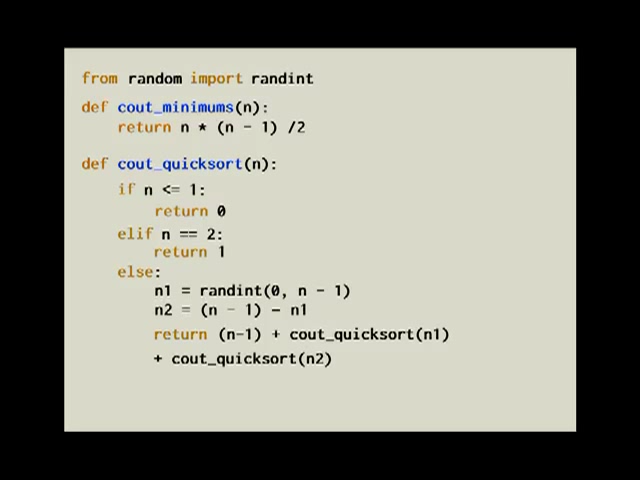 from random import randint
def cout_minimums(n):
return n * (n - 1) /2
def cout_quicksort(n):
if n <= 1:
return 0
elif n == 2:
return 1
else:
n1 = randint(0, n - 1)
n2 = (n - 1) - n1
return (n-1) + cout_quicksort(n1)
+ cout_quicksort(n2)